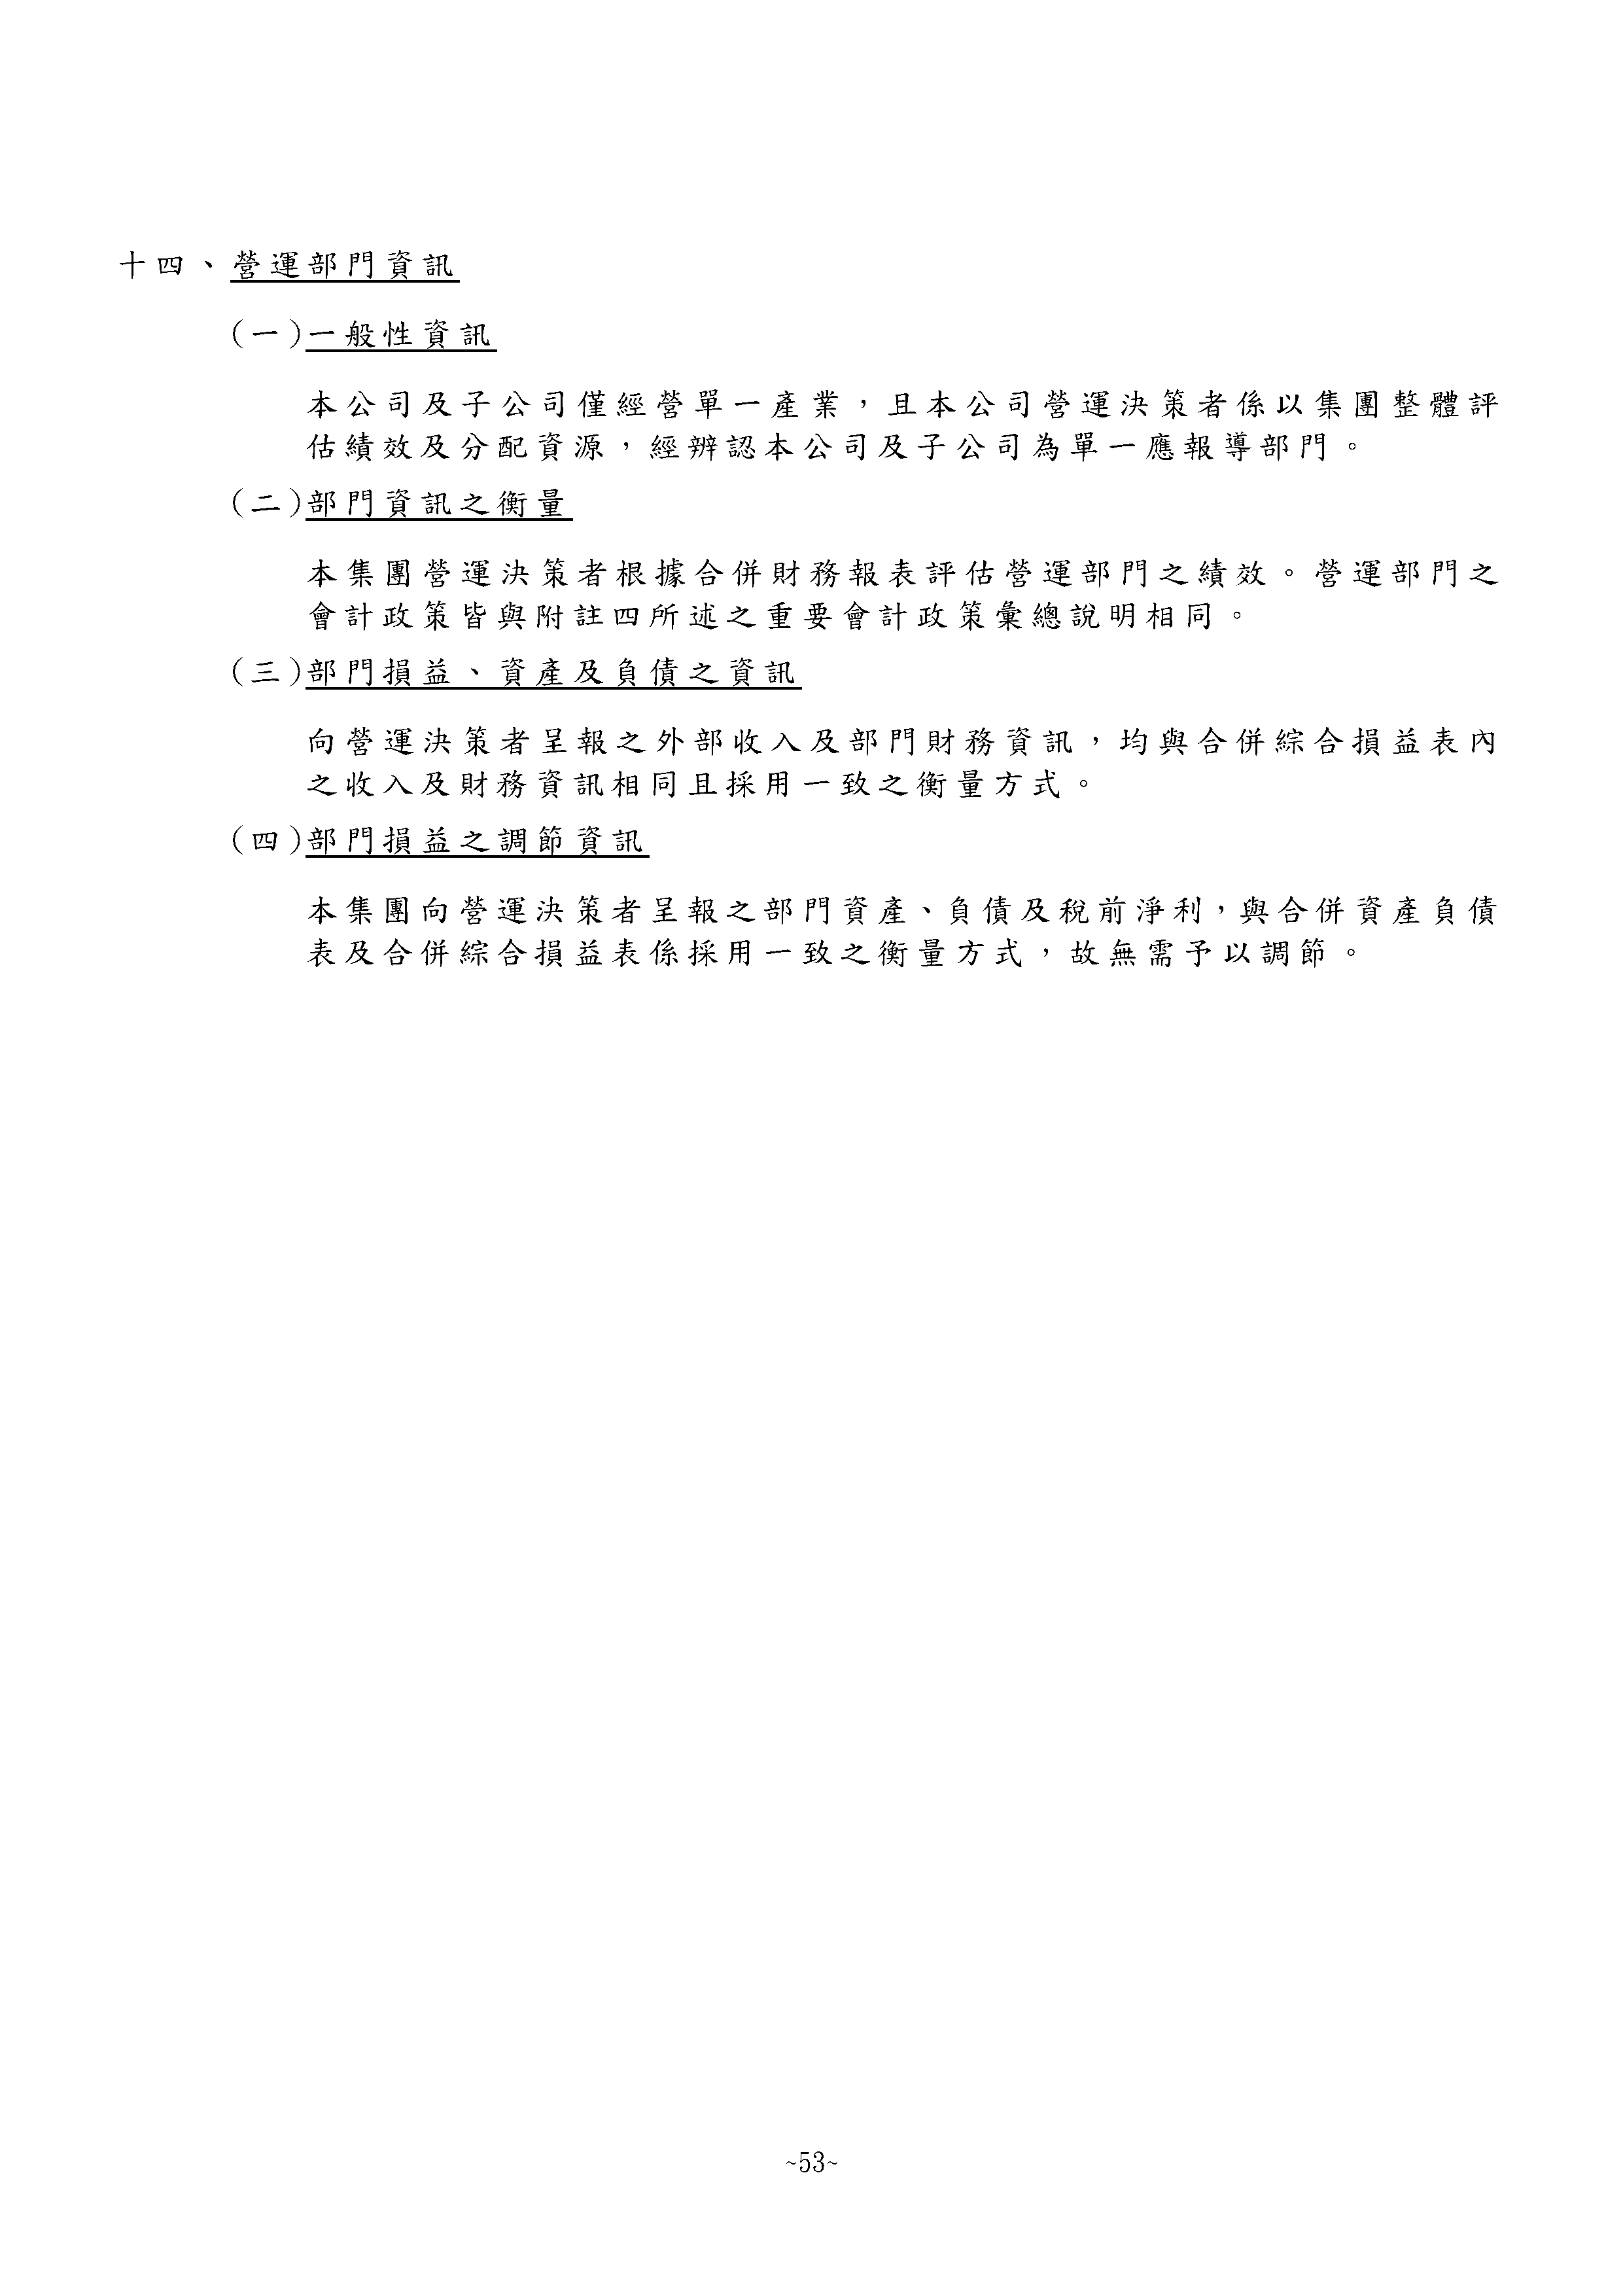 十四、營運部門資訊
(一)一般性資訊
本公司及子公司僅經營單一產業，且本公司營運決策者係以集團整體評
估績效及分配資源，經辨認本公司及子公司為單一應報導部門。
(二)部門資訊之衡量
本集團營運決策者根據合併財務報表評估營運部門之績效。營運部門之
會計政策皆與附註四所述之重要會計政策彙總說明相同。
(三)部門損益、資產及負債之資訊
向營運決策者呈報之外部收入及部門財務資訊，均與合併綜合損益表內
之收入及財務資訊相同且採用一致之衡量方式。
(四)部門損益之調節資訊
本集團向營運決策者呈報之部門資產、負債及稅前淨利，與合併資產負債
表及合併綜合損益表係採用一致之衡量方式，故無需予以調節。
~53~